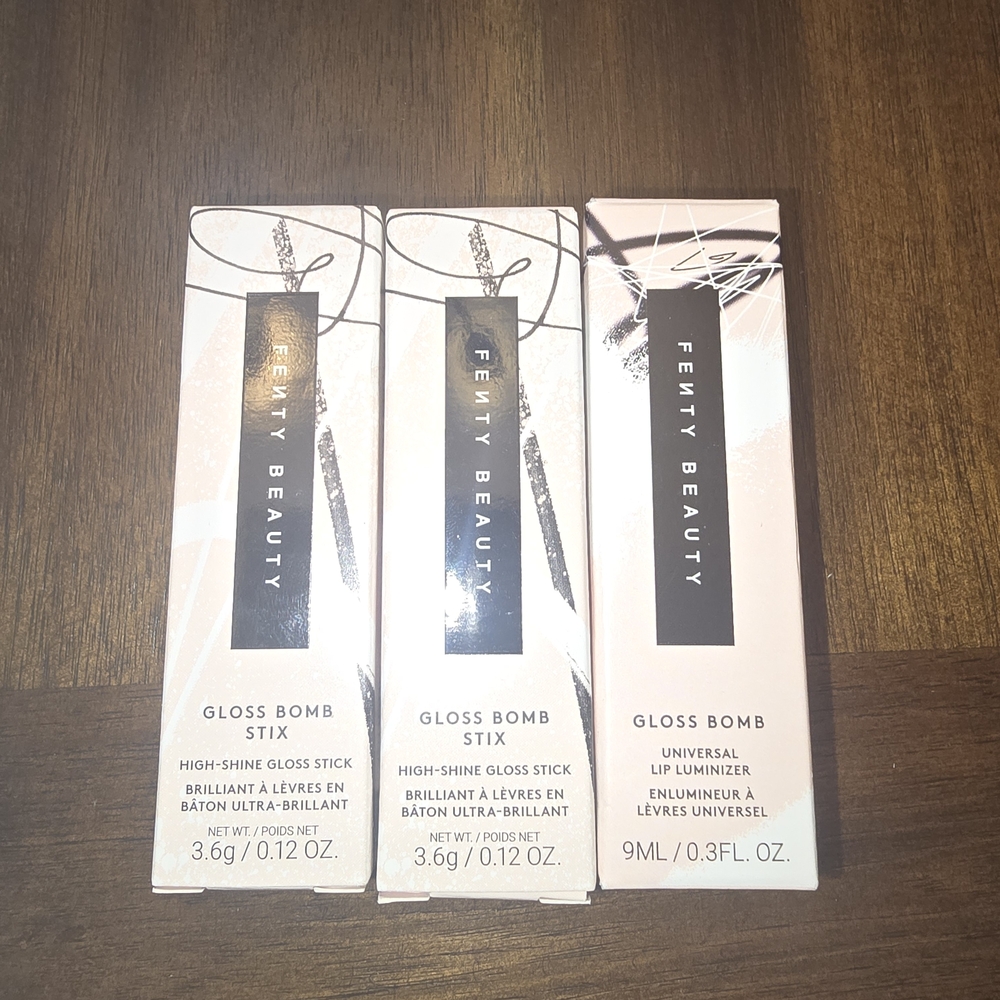 FENTY BEAUTY
GLOSS BOMB
STIX
HIGH-SHINE GLOSS STICK
BRILLIANT À LÈVRES EN
BÂTON ULTRA-BRILLANT
NET WT. / POIDS NET
3.6g / 0.12 OZ.
FENTY BEAUTY
GLOSS BOMB
STIX
HIGH-SHINE GLOSS STICK
BRILLIANT À LÈVRES EN
BÂTON ULTRA-BRILLANT
NET WT. / POIDS NET
3.6g / 0.12 OZ.
FENTY BEAUTY
GLOSS BOMB
UNIVERSAL
LIP LUMINIZER
ENLUMINEUR À
LÈVRES UNIVERSEL
9ML / 0.3FL. OZ.